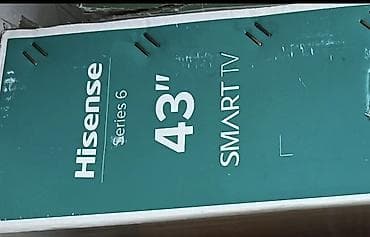 Hisense
Series 6
43"
SMART TV